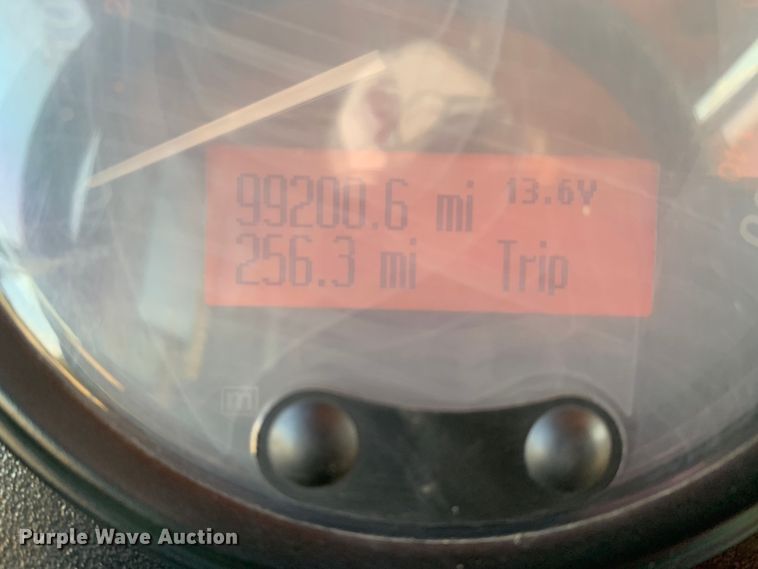 99200.6 mi 13.6V
256.3 mi Trip
m
Purple Wave Auction